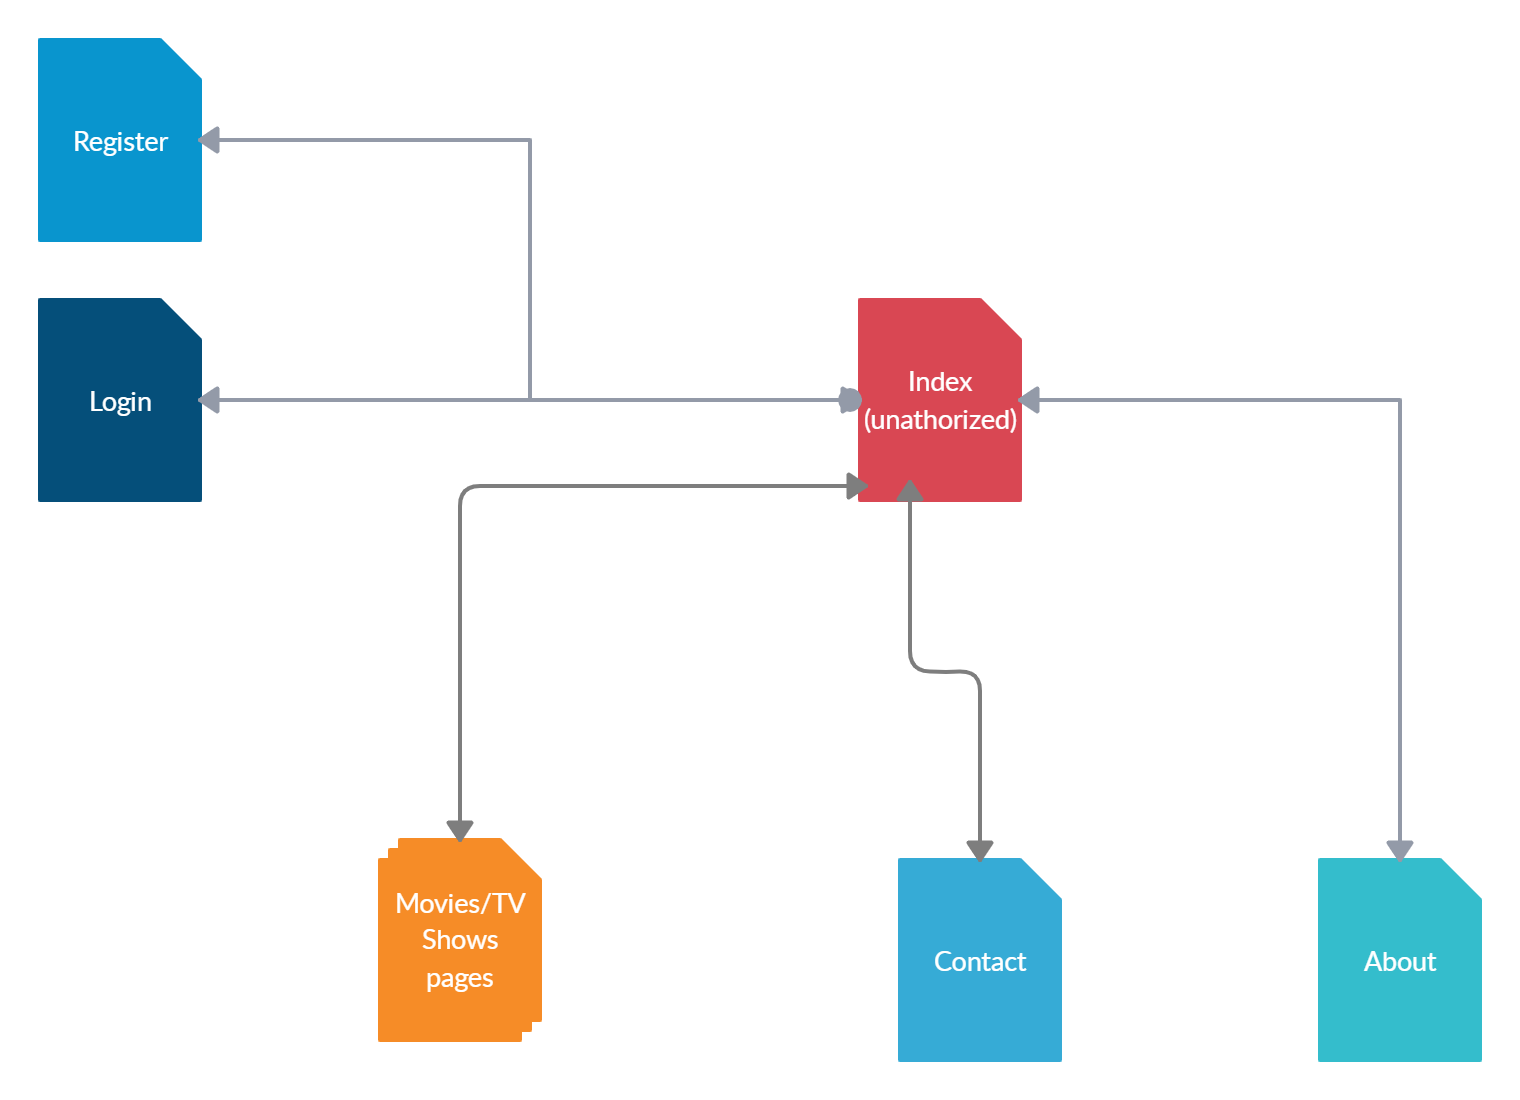 Register
Login
Index
(unathorized)
Movies/TV
Shows
pages
Contact
About